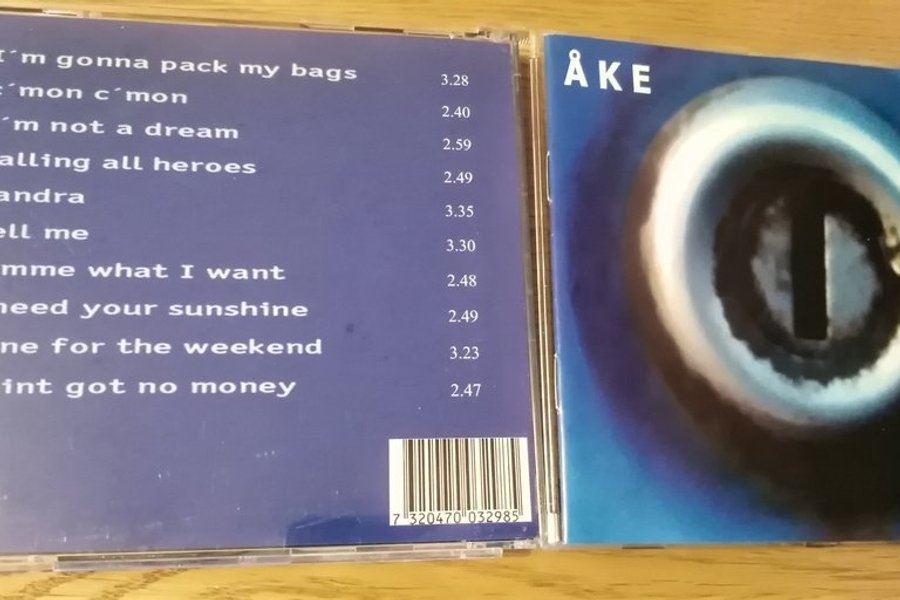 I´m gonna pack my bags 3.28
c´mon c´mon 2.40
´m not a dream 2.59
alling all heroes 2.49
andra 3.35
ell me 3.30
mme what I want 2.48
need your sunshine 2.49
ne for the weekend 3.23
int got no money 2.47
7 320470 032985
ÅKE